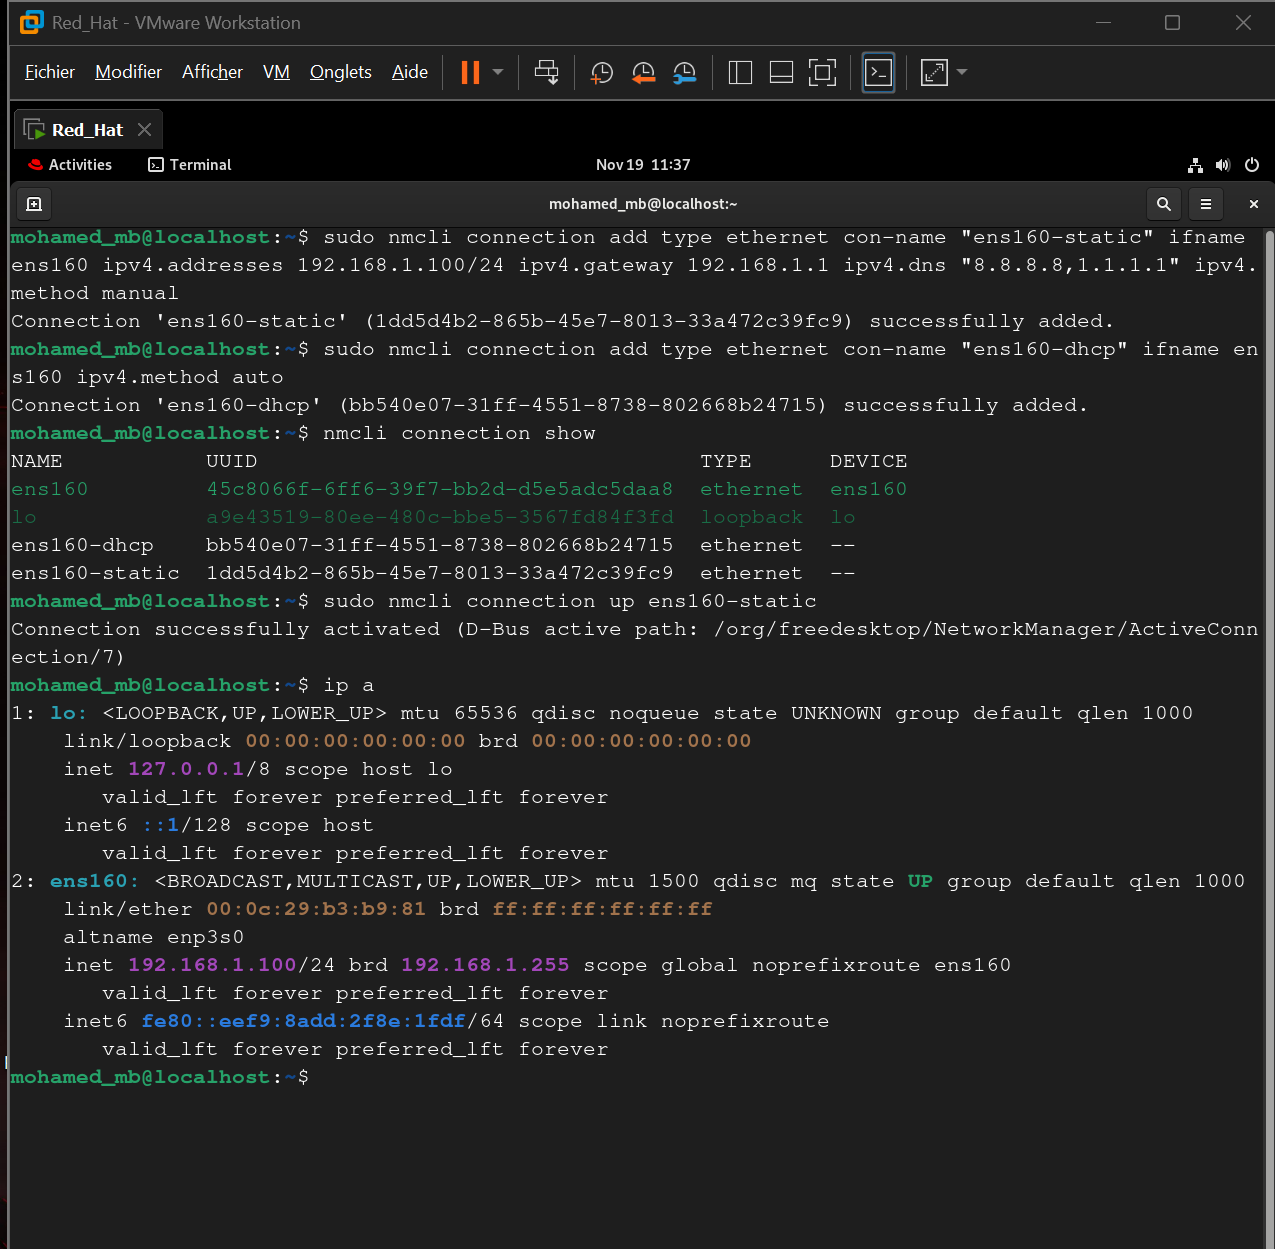 Red_Hat - VMware Workstation
Fichier Modifier Afficher VM Onglets Aide
Red_Hat
Activities Terminal Nov 19 11:37
mohamed_mb@localhost:~
mohamed_mb@localhost:~$ sudo nmcli connection add type ethernet con-name "ens160-static" ifname
ens160 ipv4.addresses 192.168.1.100/24 ipv4.gateway 192.168.1.1 ipv4.dns "8.8.8.8,1.1.1.1" ipv4.
method manual
Connection 'ens160-static' (1dd5d4b2-865b-45e7-8013-33a472c39fc9) successfully added.
mohamed_mb@localhost:~$ sudo nmcli connection add type ethernet con-name "ens160-dhcp" ifname en
s160 ipv4.method auto
Connection 'ens160-dhcp' (bb540e07-31ff-4551-8738-802668b24715) successfully added.
mohamed_mb@localhost:~$ nmcli connection show
NAME UUID TYPE DEVICE
ens160 45c8066f-6ff6-39f7-bb2d-d5e5adc5daa8 ethernet ens160
lo a9e43519-80ee-480c-bbe5-3567fd84f3fd loopback lo
ens160-dhcp bb540e07-31ff-4551-8738-802668b24715 ethernet --
ens160-static 1dd5d4b2-865b-45e7-8013-33a472c39fc9 ethernet --
mohamed_mb@localhost:~$ sudo nmcli connection up ens160-static
Connection successfully activated (D-Bus active path: /org/freedesktop/NetworkManager/ActiveConn
ection/7)
mohamed_mb@localhost:~$ ip a
1: lo: <LOOPBACK,UP,LOWER_UP> mtu 65536 qdisc noqueue state UNKNOWN group default qlen 1000
link/loopback 00:00:00:00:00:00 brd 00:00:00:00:00:00
inet 127.0.0.1/8 scope host lo
valid_lft forever preferred_lft forever
inet6 ::1/128 scope host
valid_lft forever preferred_lft forever
2: ens160: <BROADCAST,MULTICAST,UP,LOWER_UP> mtu 1500 qdisc mq state UP group default qlen 1000
link/ether 00:0c:29:b3:b9:81 brd ff:ff:ff:ff:ff:ff
altname enp3s0
inet 192.168.1.100/24 brd 192.168.1.255 scope global noprefixroute ens160
valid_lft forever preferred_lft forever
inet6 fe80::eef9:8add:2f8e:1fdf/64 scope link noprefixroute
valid_lft forever preferred_lft forever
mohamed_mb@localhost:~$